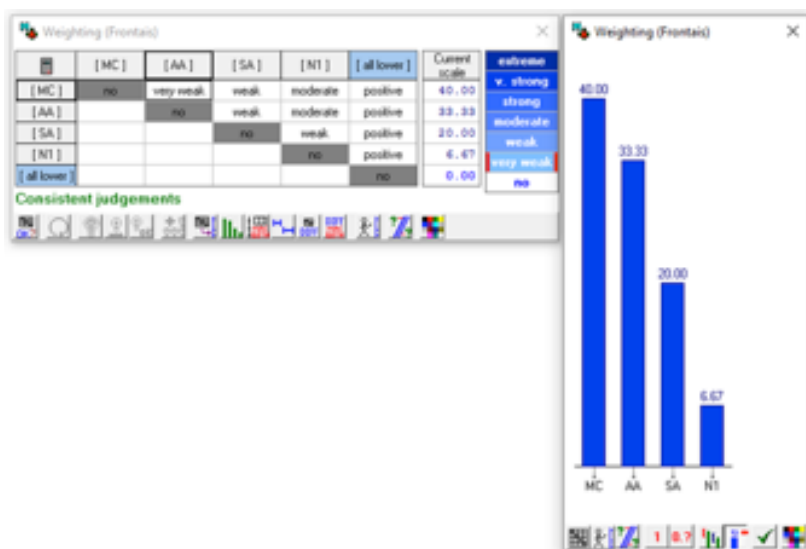 Weighting (Frontais)
[ MC ] [ AA ] [ SA ] [ N1 ] [ all lower ] Current scale
[ MC ] no very weak weak moderate positive 40.00
[ AA ] no weak moderate positive 33.33
[ SA ] no weak positive 20.00
[ N1 ] no positive 6.67
[ all lower ] no 0.00
Consistent judgements
extreme
v. strong
strong
moderate
weak
very weak
no
Weighting (Frontais)
40.00
33.33
20.00
6.67
MC AA SA N1